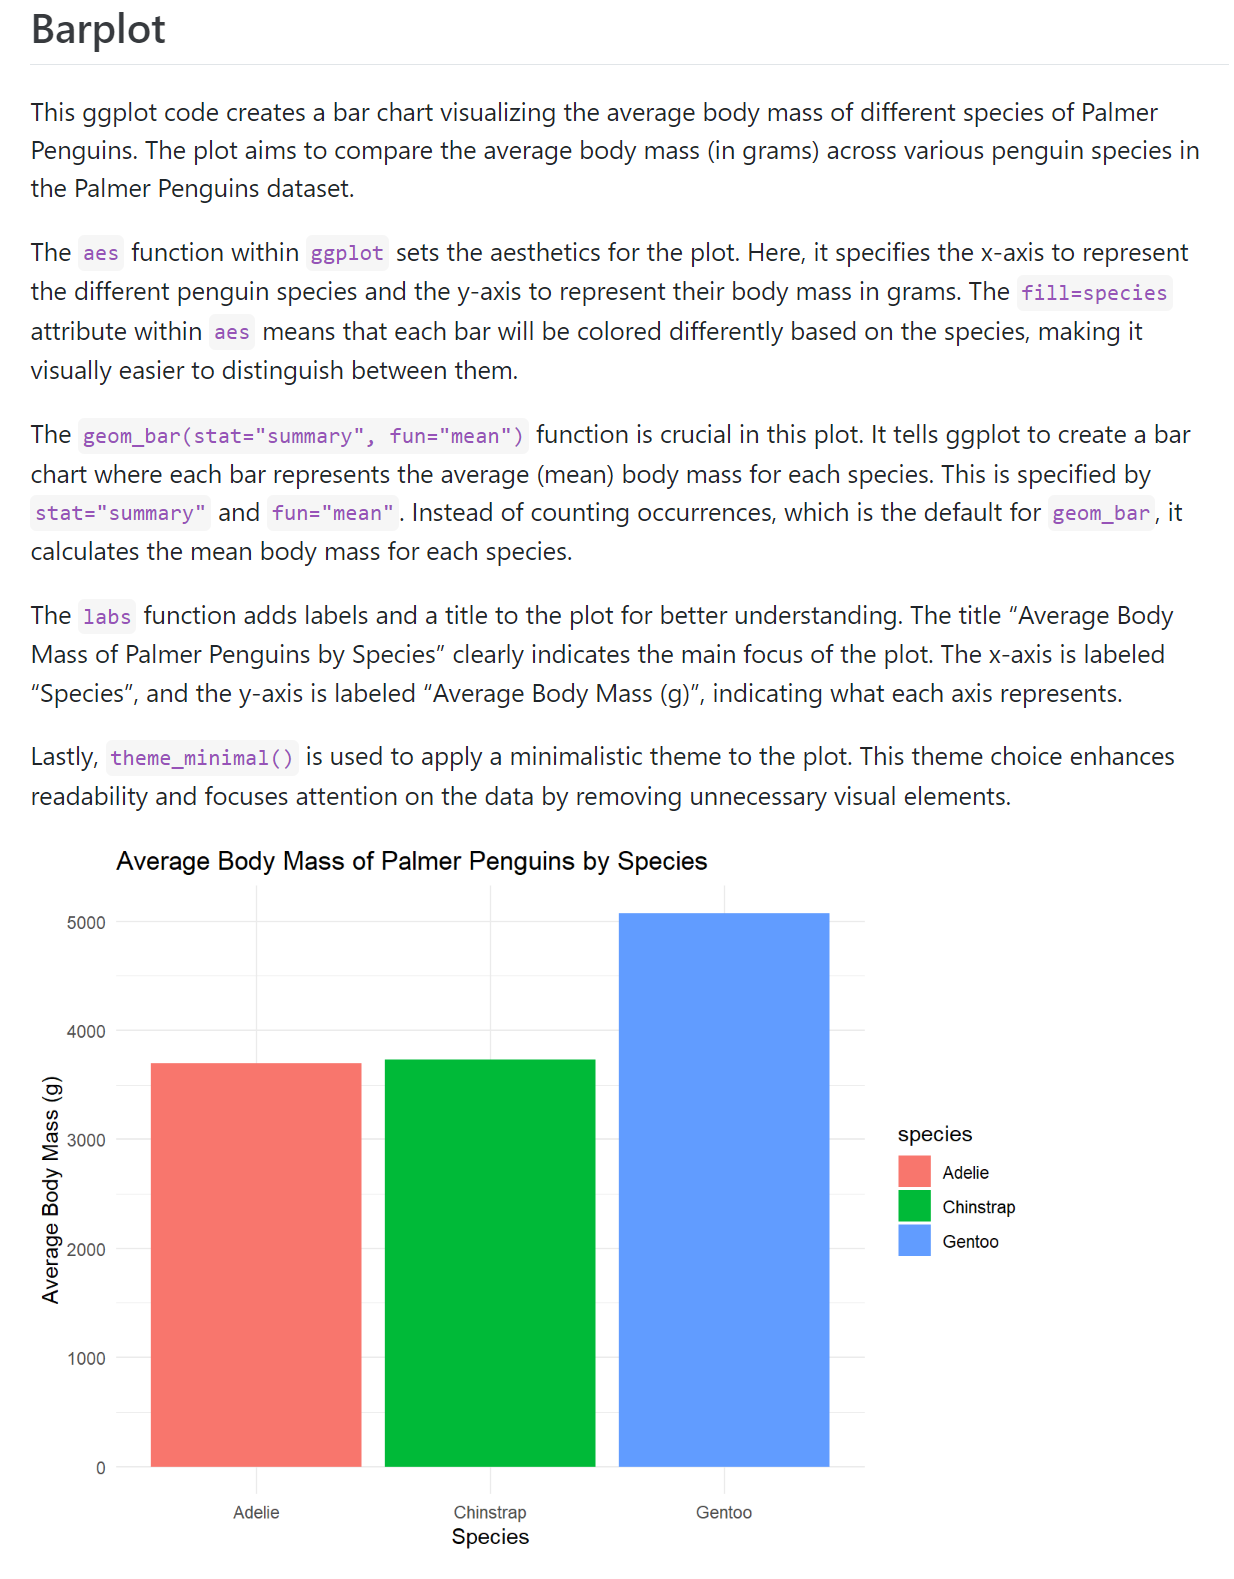 Barplot
This ggplot code creates a bar chart visualizing the average body mass of different species of Palmer
Penguins. The plot aims to compare the average body mass (in grams) across various penguin species in
the Palmer Penguins dataset.
The aes function within ggplot sets the aesthetics for the plot. Here, it specifies the x-axis to represent
the different penguin species and the y-axis to represent their body mass in grams. The fill=species
attribute within aes means that each bar will be colored differently based on the species, making it
visually easier to distinguish between them.
The geom_bar(stat="summary", fun="mean") function is crucial in this plot. It tells ggplot to create a bar
chart where each bar represents the average (mean) body mass for each species. This is specified by
stat="summary" and fun="mean". Instead of counting occurrences, which is the default for geom_bar, it
calculates the mean body mass for each species.
The labs function adds labels and a title to the plot for better understanding. The title “Average Body
Mass of Palmer Penguins by Species” clearly indicates the main focus of the plot. The x-axis is labeled
“Species”, and the y-axis is labeled “Average Body Mass (g)”, indicating what each axis represents.
Lastly, theme_minimal() is used to apply a minimalistic theme to the plot. This theme choice enhances
readability and focuses attention on the data by removing unnecessary visual elements.
Average Body Mass of Palmer Penguins by Species
Average Body Mass (g)
5000
4000
3000
2000
1000
0
Adelie
Chinstrap
Gentoo
Species
species
Adelie
Chinstrap
Gentoo